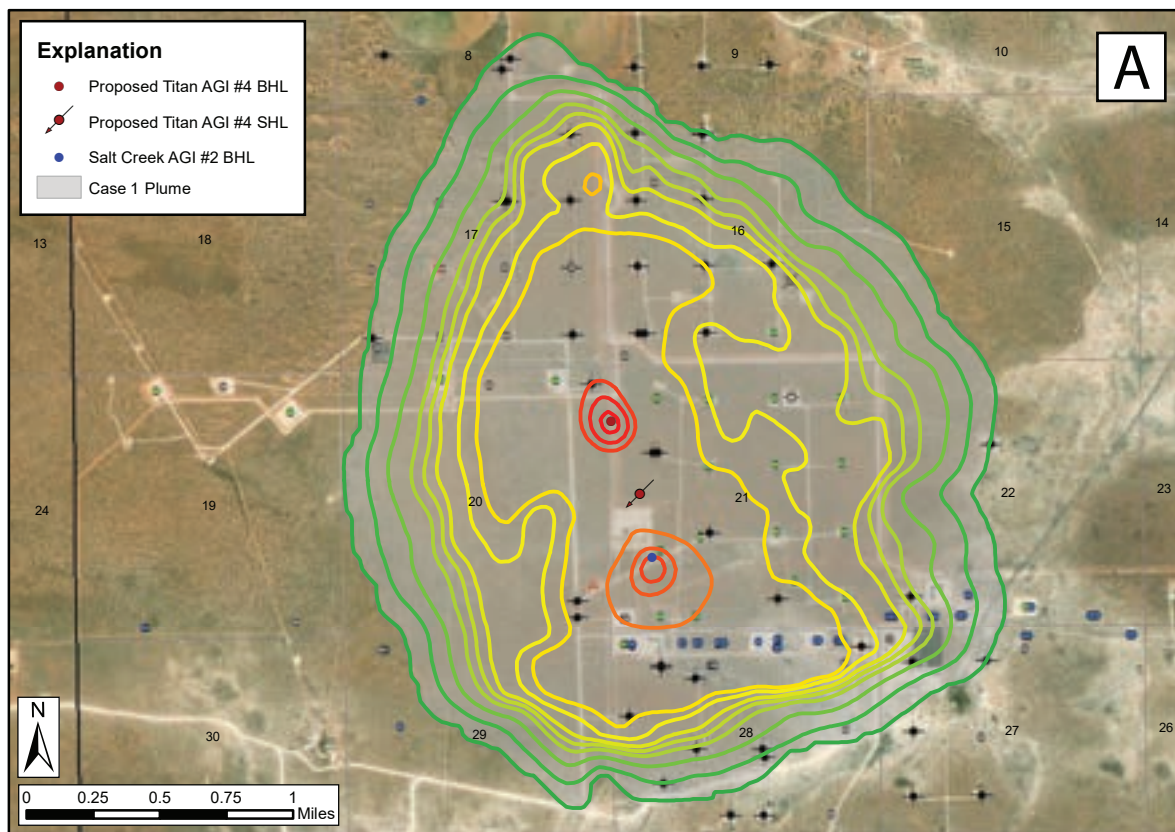 Explanation
Proposed Titan AGI #4 BHL
Proposed Titan AGI #4 SHL
Salt Creek AGI #2 BHL
Case 1 Plume
A
8
9
10
13
18
17
16
15
14
24
19
20
21
22
23
30
29
28
27
26
N
0 0.25 0.5 0.75 1
Miles